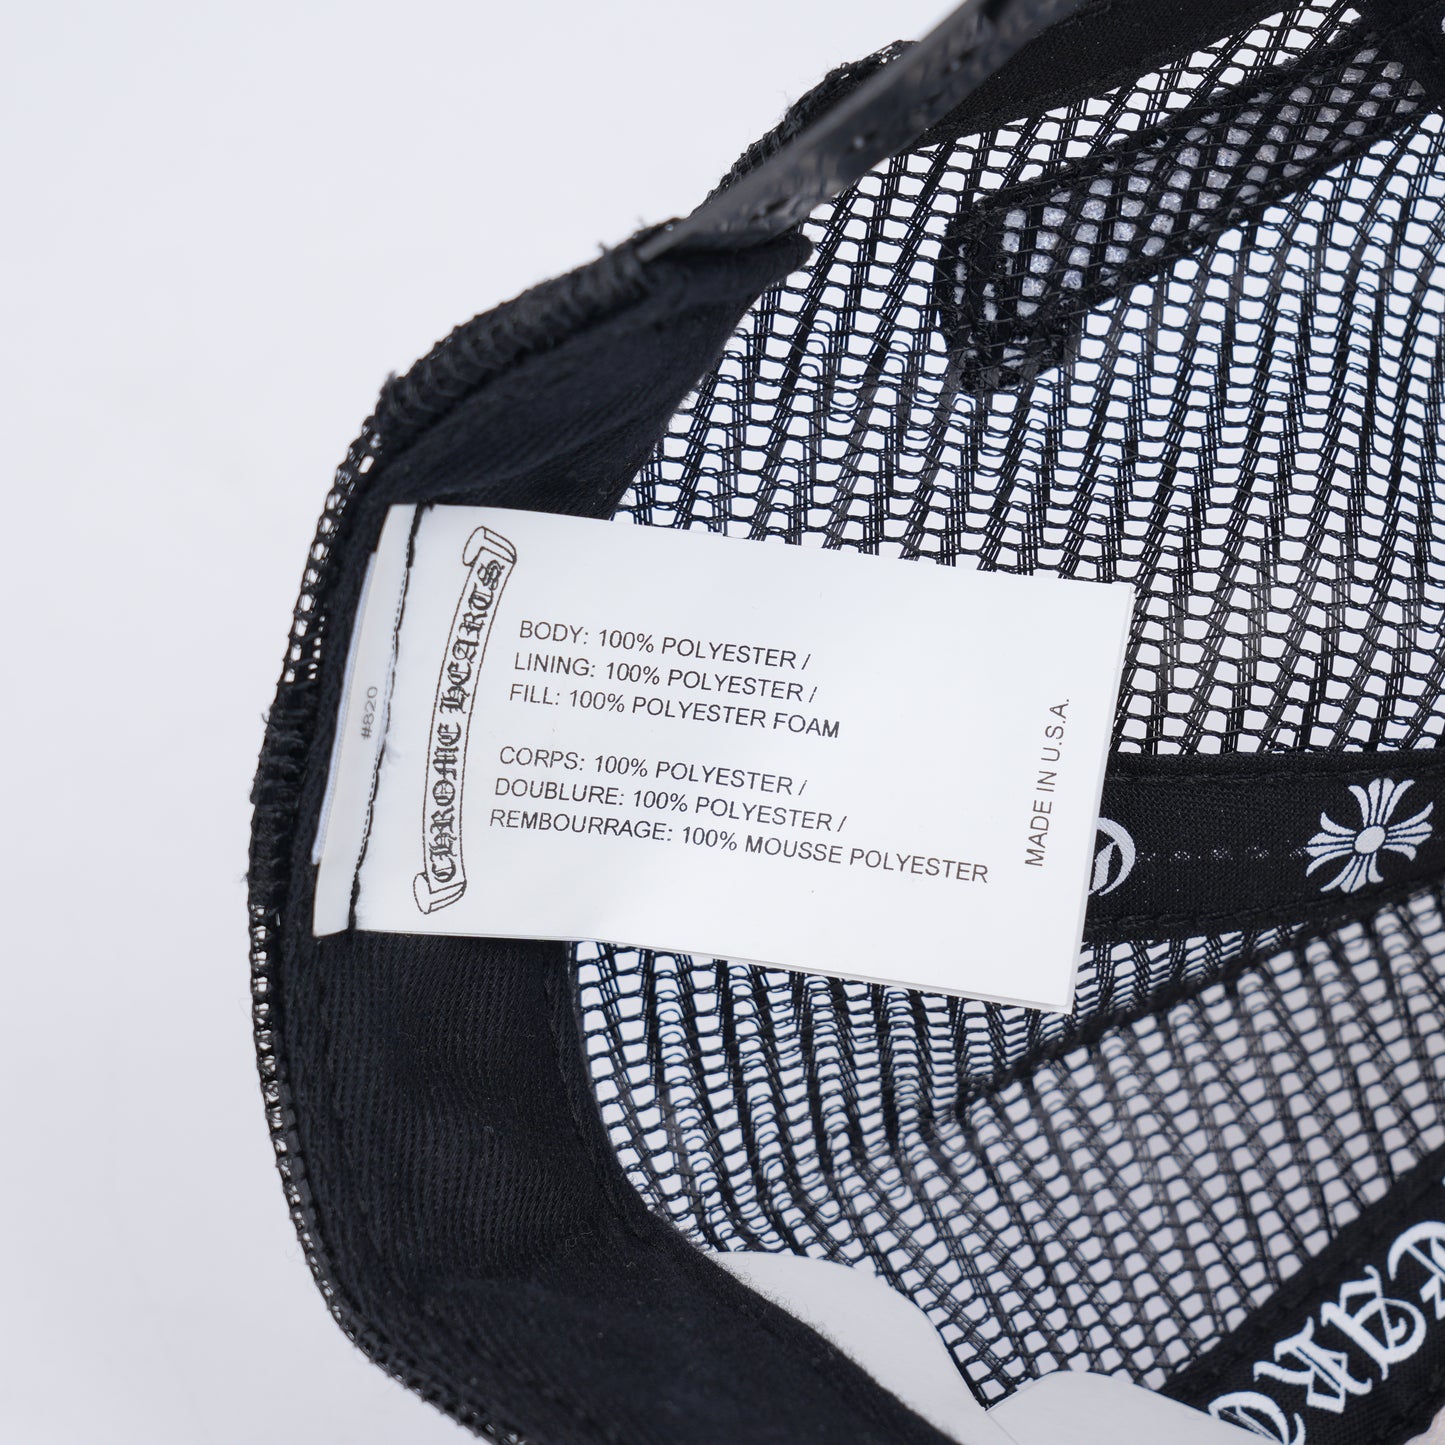 #820
CHROME HEARTS
BODY: 100% POLYESTER /
LINING: 100% POLYESTER /
FILL: 100% POLYESTER FOAM
CORPS: 100% POLYESTER /
DOUBLURE: 100% POLYESTER /
REMBOURRAGE: 100% MOUSSE POLYESTER
MADE IN U.S.A.